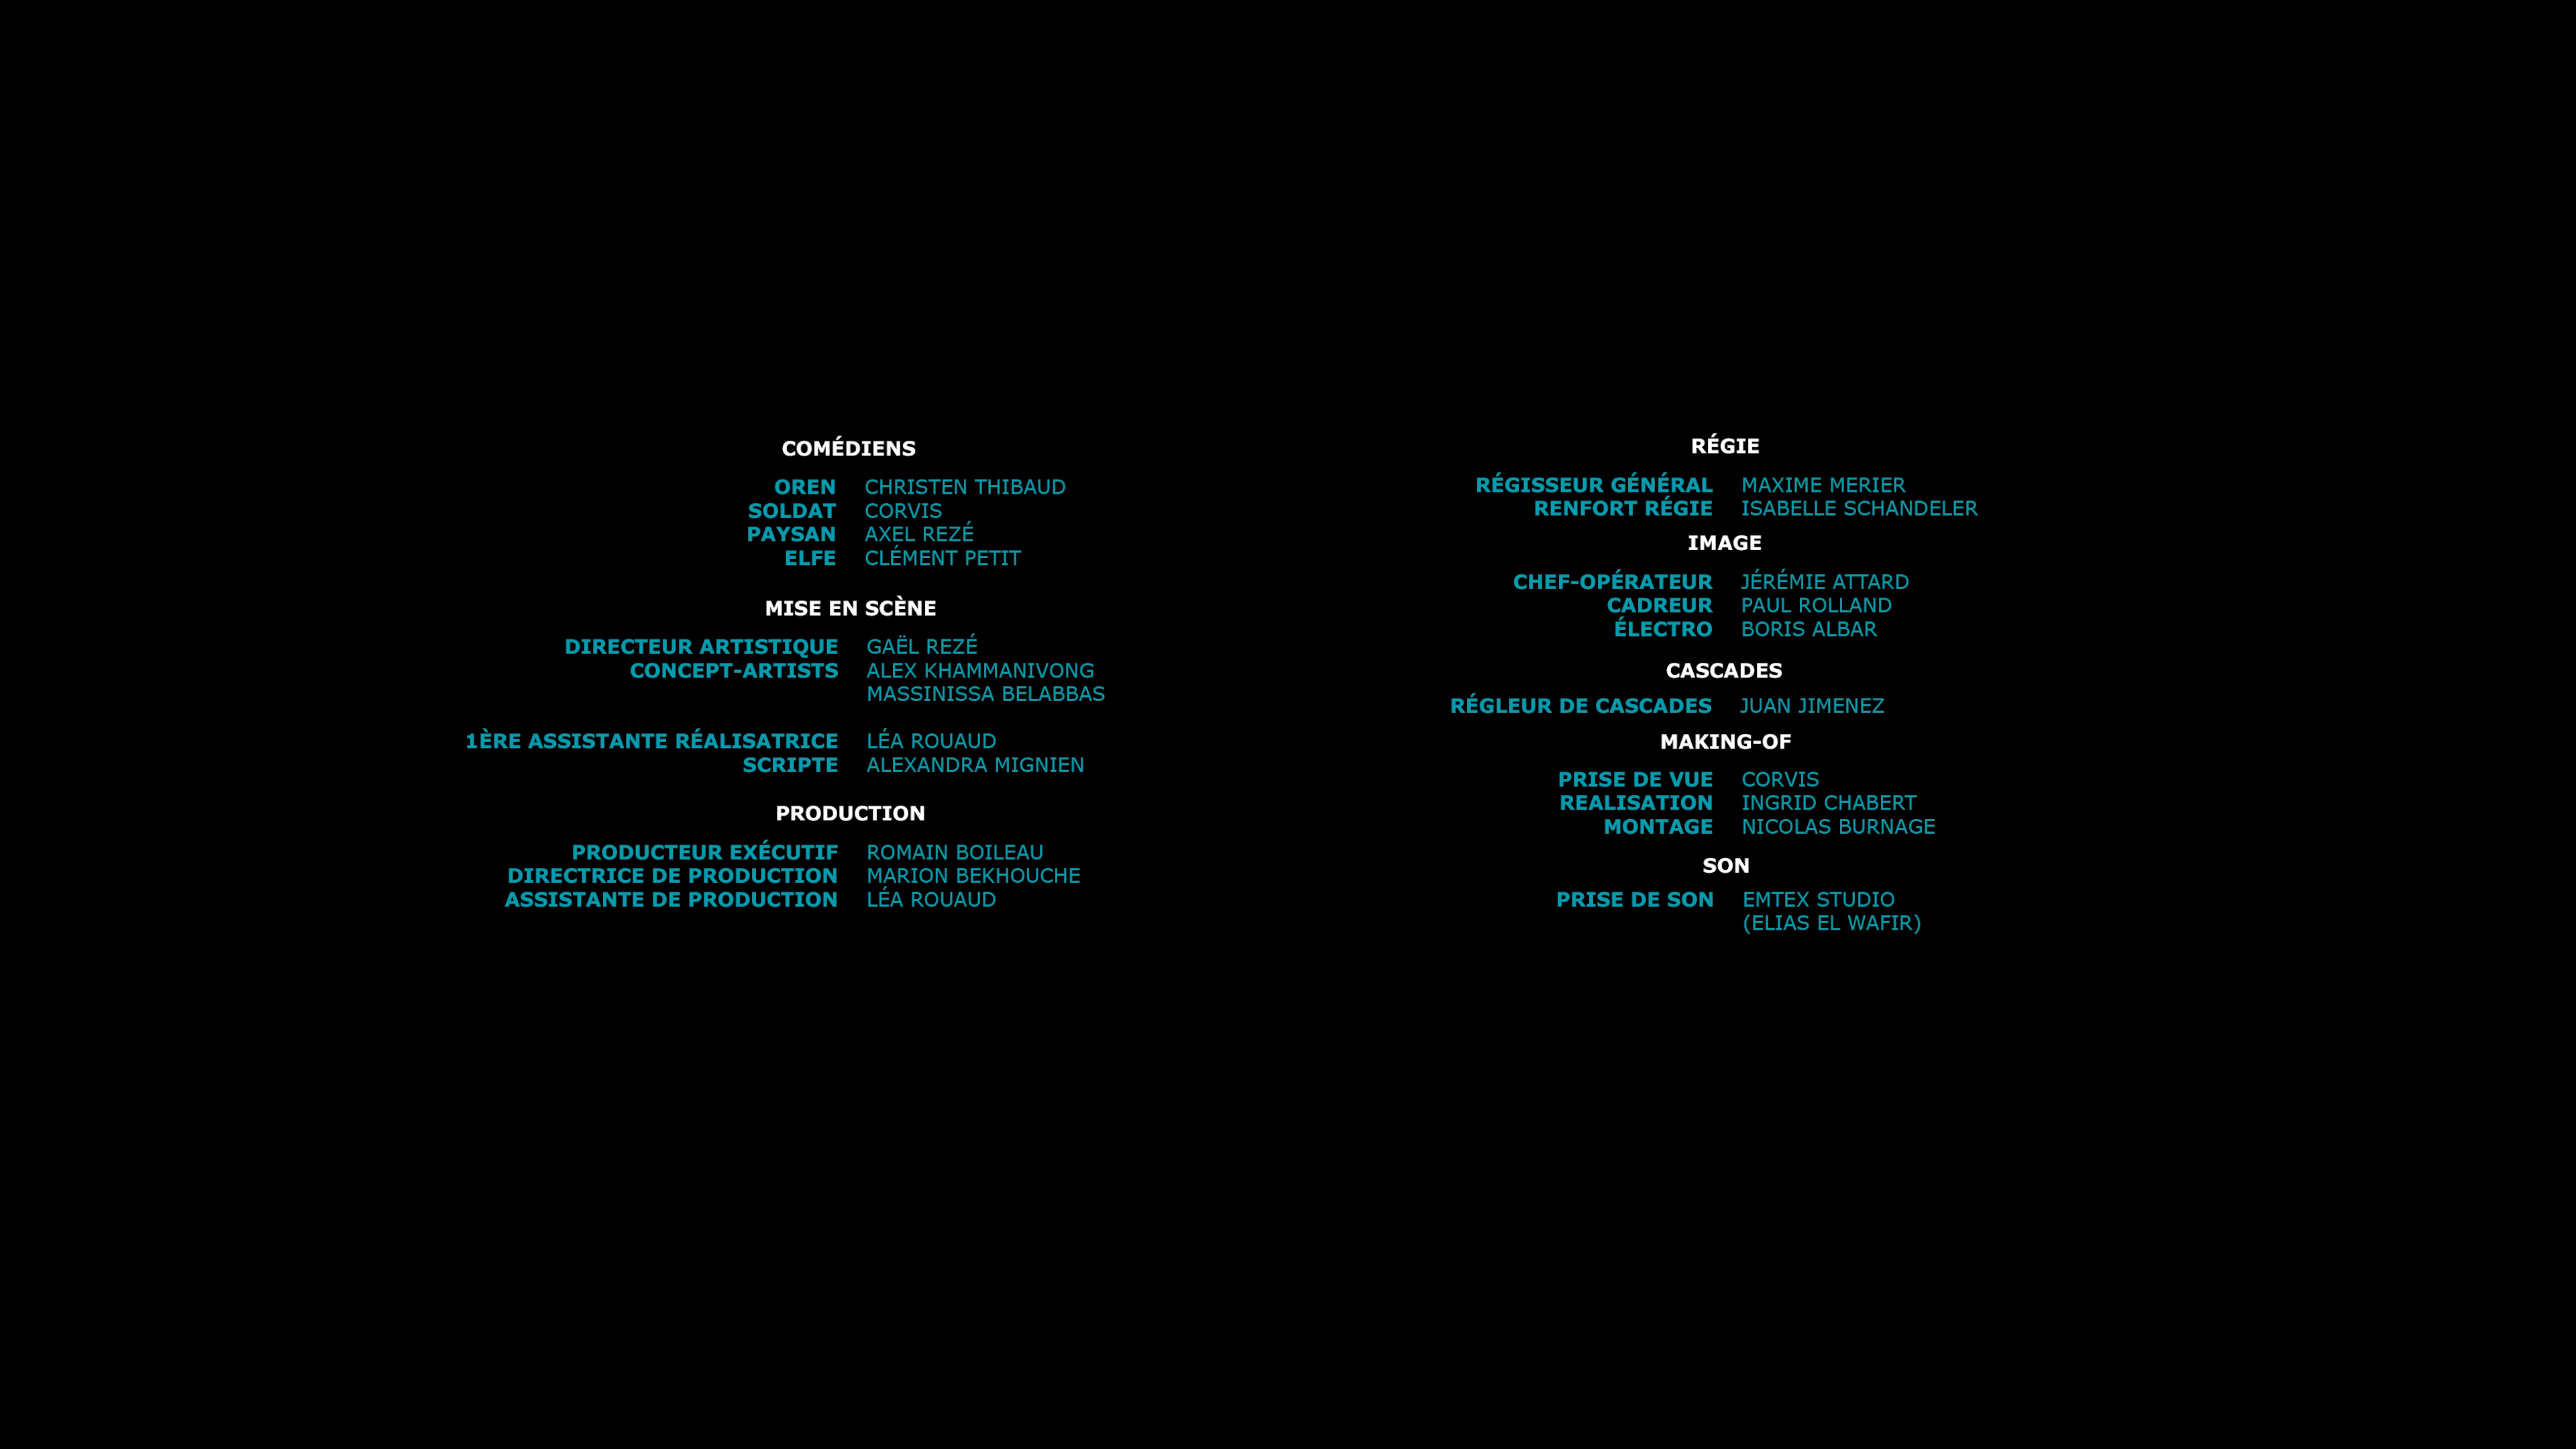 COMÉDIENS
OREN CHRISTEN THIBAUD
SOLDAT CORVIS
PAYSAN AXEL REZÉ
ELFE CLÉMENT PETIT
MISE EN SCÈNE
DIRECTEUR ARTISTIQUE GAËL REZÉ
CONCEPT-ARTISTS ALEX KHAMMANIVONG
MASSINISSA BELABBAS
1ÈRE ASSISTANTE RÉALISATRICE LÉA ROUAUD
SCRIPTE ALEXANDRA MIGNIEN
PRODUCTION
PRODUCTEUR EXÉCUTIF ROMAIN BOILEAU
DIRECTRICE DE PRODUCTION MARION BEKHOUCHE
ASSISTANTE DE PRODUCTION LÉA ROUAUD
RÉGIE
RÉGISSEUR GÉNÉRAL MAXIME MERIER
RENFORT RÉGIE ISABELLE SCHANDELER
IMAGE
CHEF-OPÉRATEUR JÉRÉMIE ATTARD
CADREUR PAUL ROLLAND
ÉLECTRO BORIS ALBAR
CASCADES
RÉGLEUR DE CASCADES JUAN JIMENEZ
MAKING-OF
PRISE DE VUE CORVIS
REALISATION INGRID CHABERT
MONTAGE NICOLAS BURNAGE
SON
PRISE DE SON EMTEX STUDIO
(ELIAS EL WAFIR)